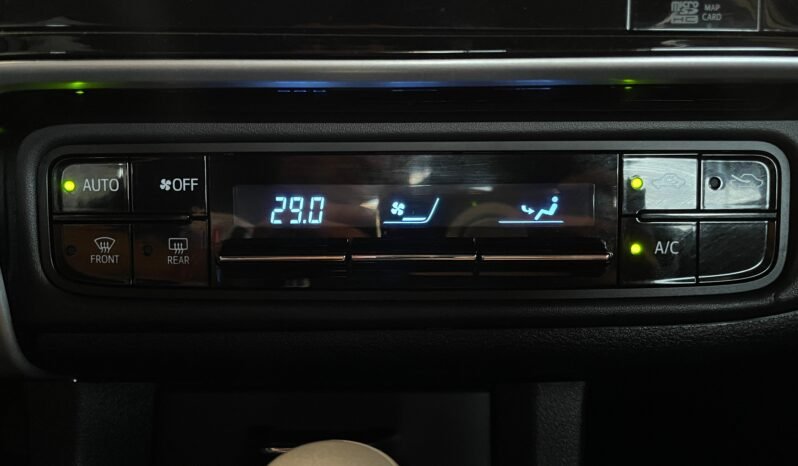 micro SD HC
MAP CARD
AUTO
OFF
29.0
FRONT
REAR
A/C